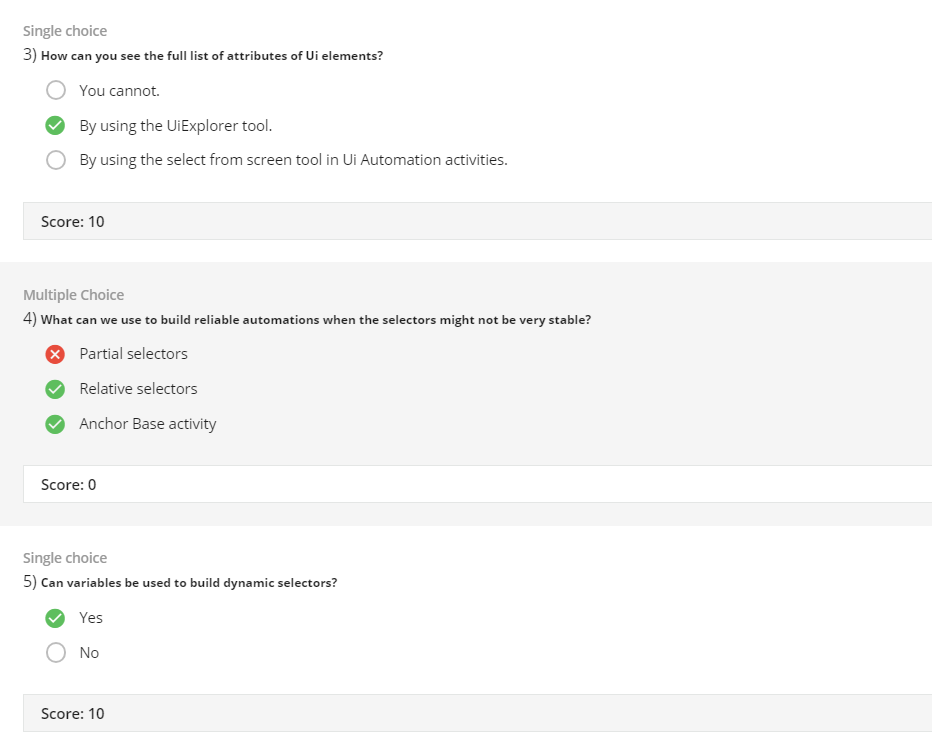 Single choice
3) How can you see the full list of attributes of Ui elements?
You cannot.
By using the UiExplorer tool.
By using the select from screen tool in Ui Automation activities.
Score: 10
Multiple Choice
4) What can we use to build reliable automations when the selectors might not be very stable?
Partial selectors
Relative selectors
Anchor Base activity
Score: 0
Single choice
5) Can variables be used to build dynamic selectors?
Yes
No
Score: 10